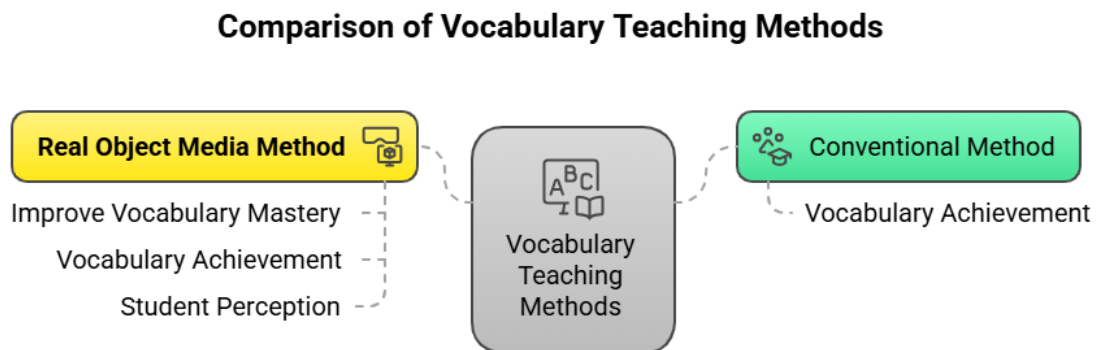 Comparison of Vocabulary Teaching Methods
Real Object Media Method
Improve Vocabulary Mastery
Vocabulary Achievement
Student Perception
ABC
Vocabulary
Teaching
Methods
Conventional Method
Vocabulary Achievement